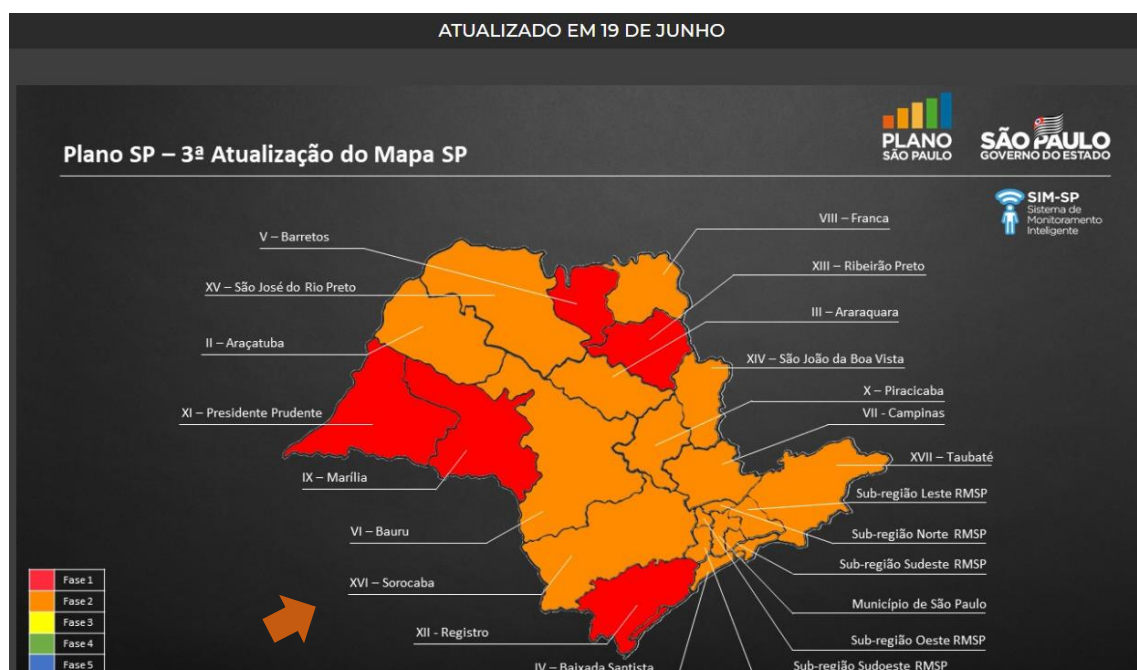 ATUALIZADO EM 19 DE JUNHO
PLANO
SÃO PAULO
SÃO PAULO
GOVERNO DO ESTADO
Plano SP – 3ª Atualização do Mapa SP
SIM-SP
Sistema de
Monitoramento
Inteligente
VIII – Franca
V – Barretos
XIII – Ribeirão Preto
XV – São José do Rio Preto
III – Araraquara
II – Araçatuba
XIV – São João da Boa Vista
X – Piracicaba
XI – Presidente Prudente
VII - Campinas
XVII – Taubaté
IX – Marília
Sub-região Leste RMSP
VI – Bauru
Sub-região Norte RMSP
Sub-região Sudeste RMSP
XVI – Sorocaba
Município de São Paulo
XII - Registro
Sub-região Oeste RMSP
IV – Baixada Santista
Sub-região Sudoeste RMSP
Fase 1
Fase 2
Fase 3
Fase 4
Fase 5